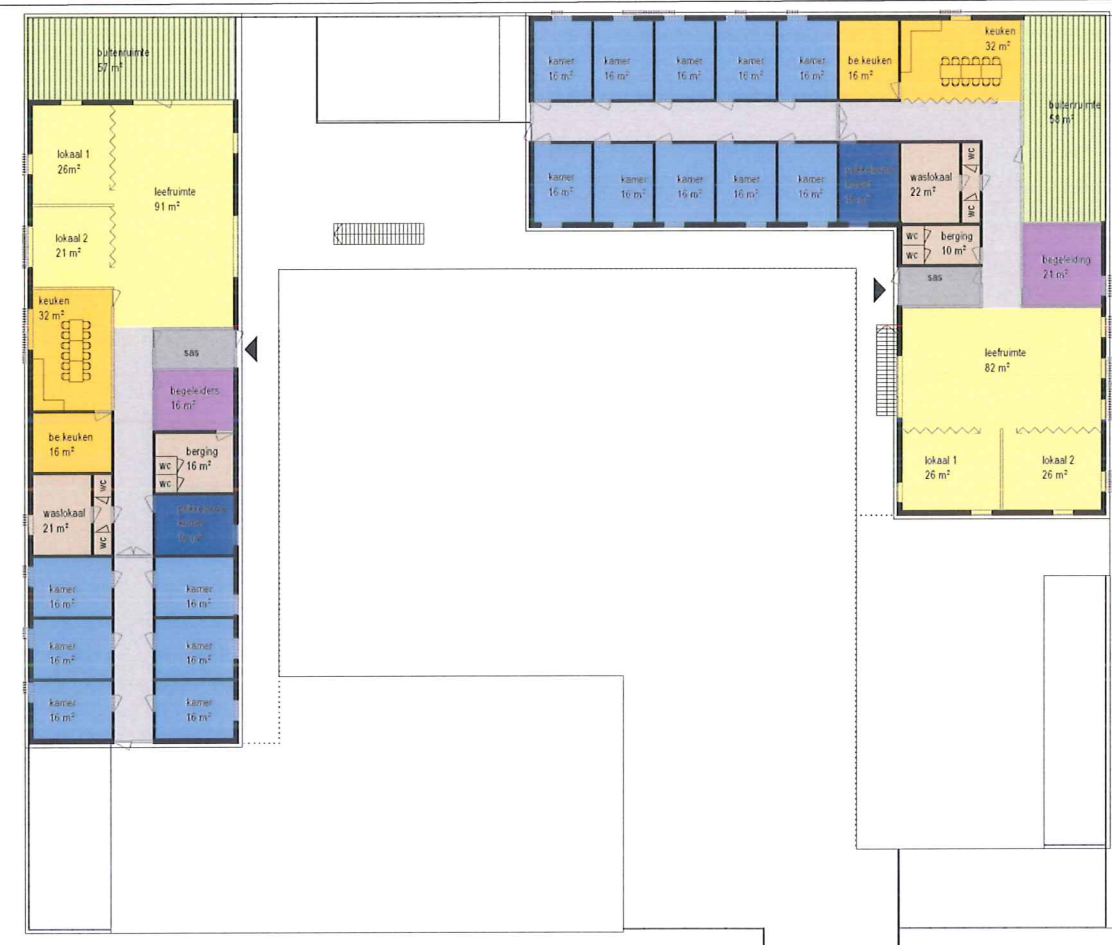 buitenruimte
57 m²
lokaal 1
26m²
leefruimte
91 m²
lokaal 2
21 m²
keuken
32 m²
sas
begeleiders
16 m²
be.keuken
16 m²
berging
16 m²
wc
wc
waslokaal
21 m²
wc
wc
kamer
16 m²
kamer
16 m²
kamer
16 m²
kamer
16 m²
kamer
16 m²
kamer
16 m²
kamer
16 m²
kamer
16 m²
kamer
16 m²
kamer
16 m²
kamer
16 m²
be.keuken
16 m²
keuken
32 m²
buitenruimte
58 m²
kamer
16 m²
kamer
16 m²
kamer
16 m²
kamer
16 m²
kamer
16 m²
waslokaal
22 m²
wc
wc
wc
wc
berging
10 m²
sas
begeleiding
21 m²
leefruimte
82 m²
lokaal 1
26 m²
lokaal 2
26 m²